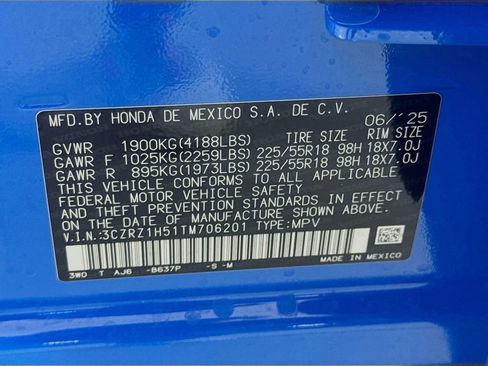 MFD.BY HONDA DE MEXICO S.A. DE C.V. 06/'25
GVWR 1900KG(4188LBS) TIRE SIZE RIM SIZE
GAWR F 1025KG(2259LBS) 225/55R18 98H 18X7.0J
GAWR R 895KG(1973LBS) 225/55R18 98H 18X7.0J
THIS VEHICLE CONFORMS TO ALL APPLICABLE
FEDERAL MOTOR VEHICLE SAFETY, BUMPER,
AND THEFT PREVENTION STANDARDS IN EFFECT
ON THE DATE OF MANUFACTURE SHOWN ABOVE.
V.I.N.:3CZRZ1H51TM706201 TYPE:MPV
3W0 T AJ6 -B637P -S -M
MADE IN MEXICO